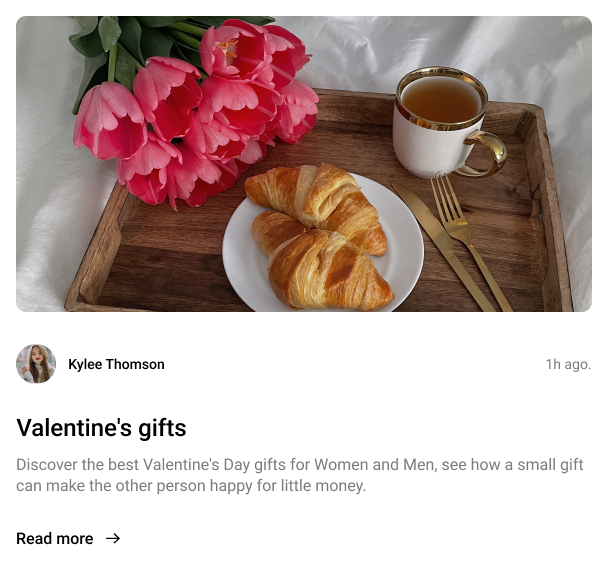 Kylee Thomson
1h ago.
Valentine's gifts
Discover the best Valentine's Day gifts for Women and Men, see how a small gift
can make the other person happy for little money.
Read more